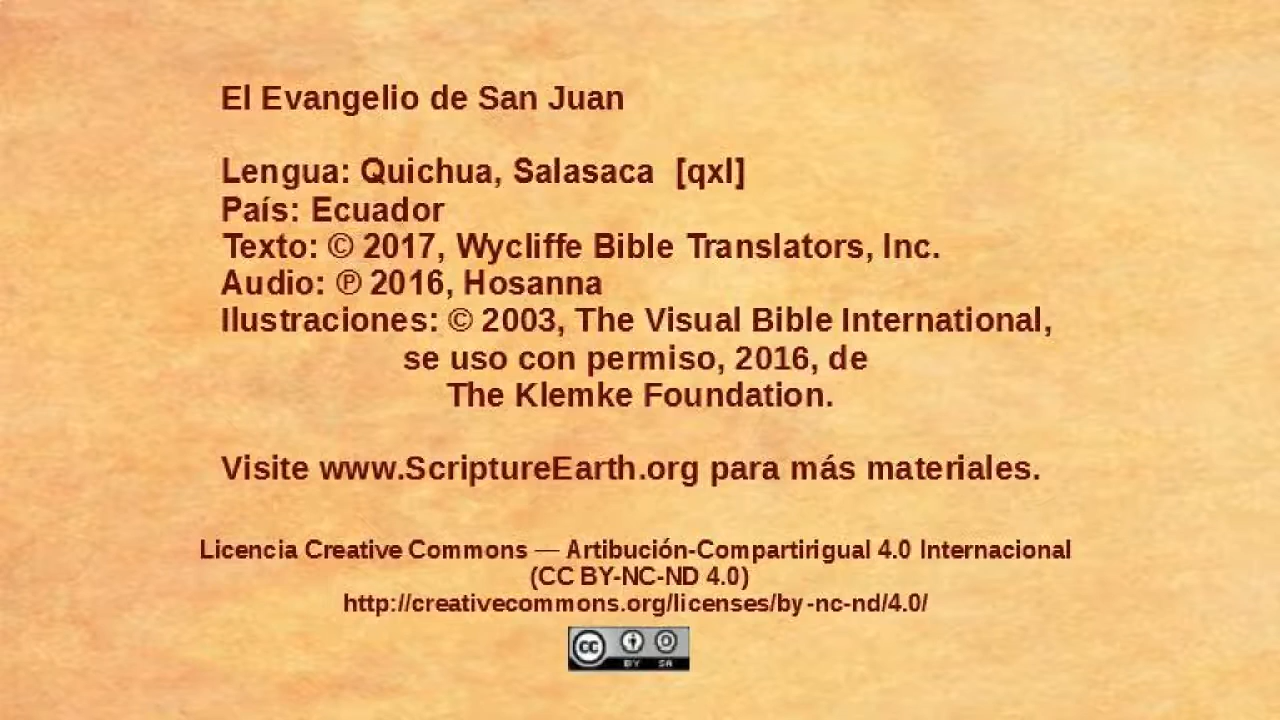 El Evangelio de San Juan
Lengua: Quichua, Salasaca [qxl]
País: Ecuador
Texto: © 2017, Wycliffe Bible Translators, Inc.
Audio: ℗ 2016, Hosanna
Ilustraciones: © 2003, The Visual Bible International,
se uso con permiso, 2016, de
The Klemke Foundation.
Visite www.ScriptureEarth.org para más materiales.
Licencia Creative Commons — Artibución-Compartirigual 4.0 Internacional
(CC BY-NC-ND 4.0)
http://creativecommons.org/licenses/by-nc-nd/4.0/
cc BY SA